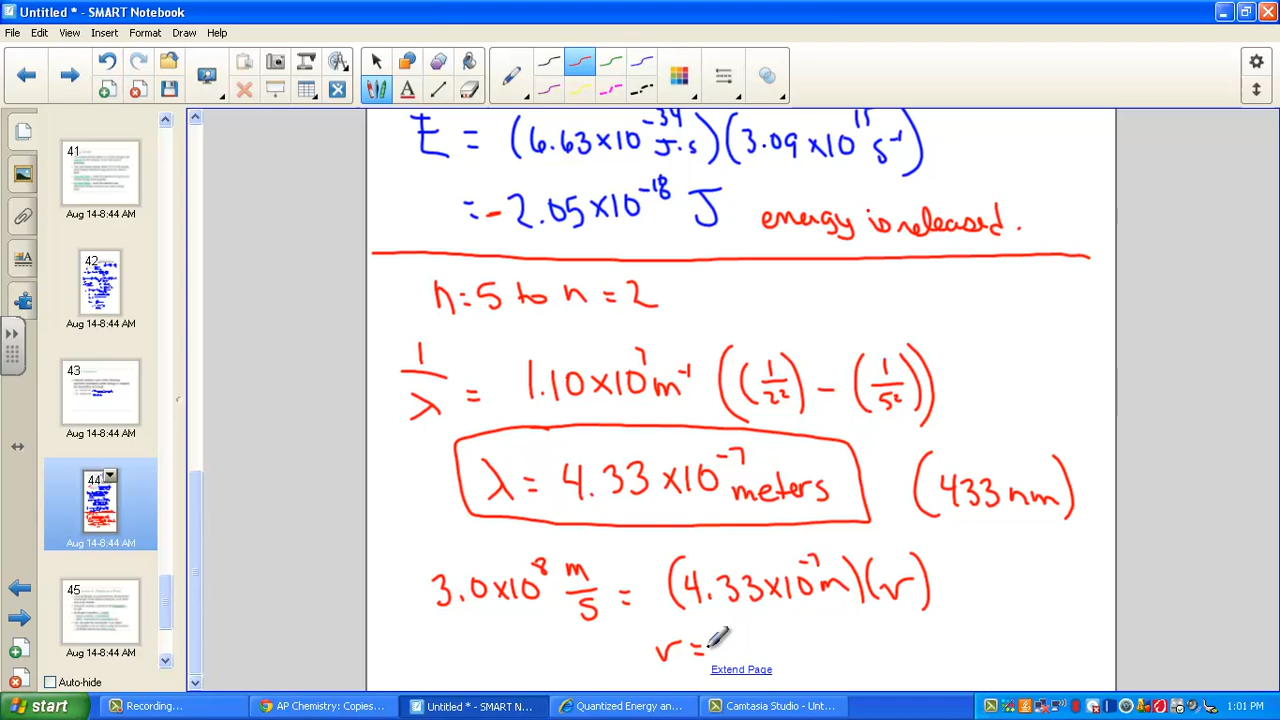 Untitled * - SMART Notebook
File Edit View Insert Format Draw Help
41
Aug 14-8:44 AM
42
Aug 14-8:44 AM
43
Aug 14-8:44 AM
44
Aug 14-8:44 AM
45
Aug 14-8:44 AM
E = (6.63×10⁻³⁴ J·s)(3.09×10¹⁵ s⁻¹)
= -2.05×10⁻¹⁸ J energy is released.
n=5 to n=2
1/λ = 1.10×10⁷ m⁻¹ ((1/2²) - (1/5²))
λ = 4.33×10⁻⁷ meters (433 nm)
3.0×10⁸ m/s = (4.33×10⁻⁷ m)(v)
v =
Extend Page
Auto-hide
start Recording... AP Chemistry: Copies... Untitled * - SMART N... Quantized Energy an... Camtasia Studio - Unt... 1:01 PM